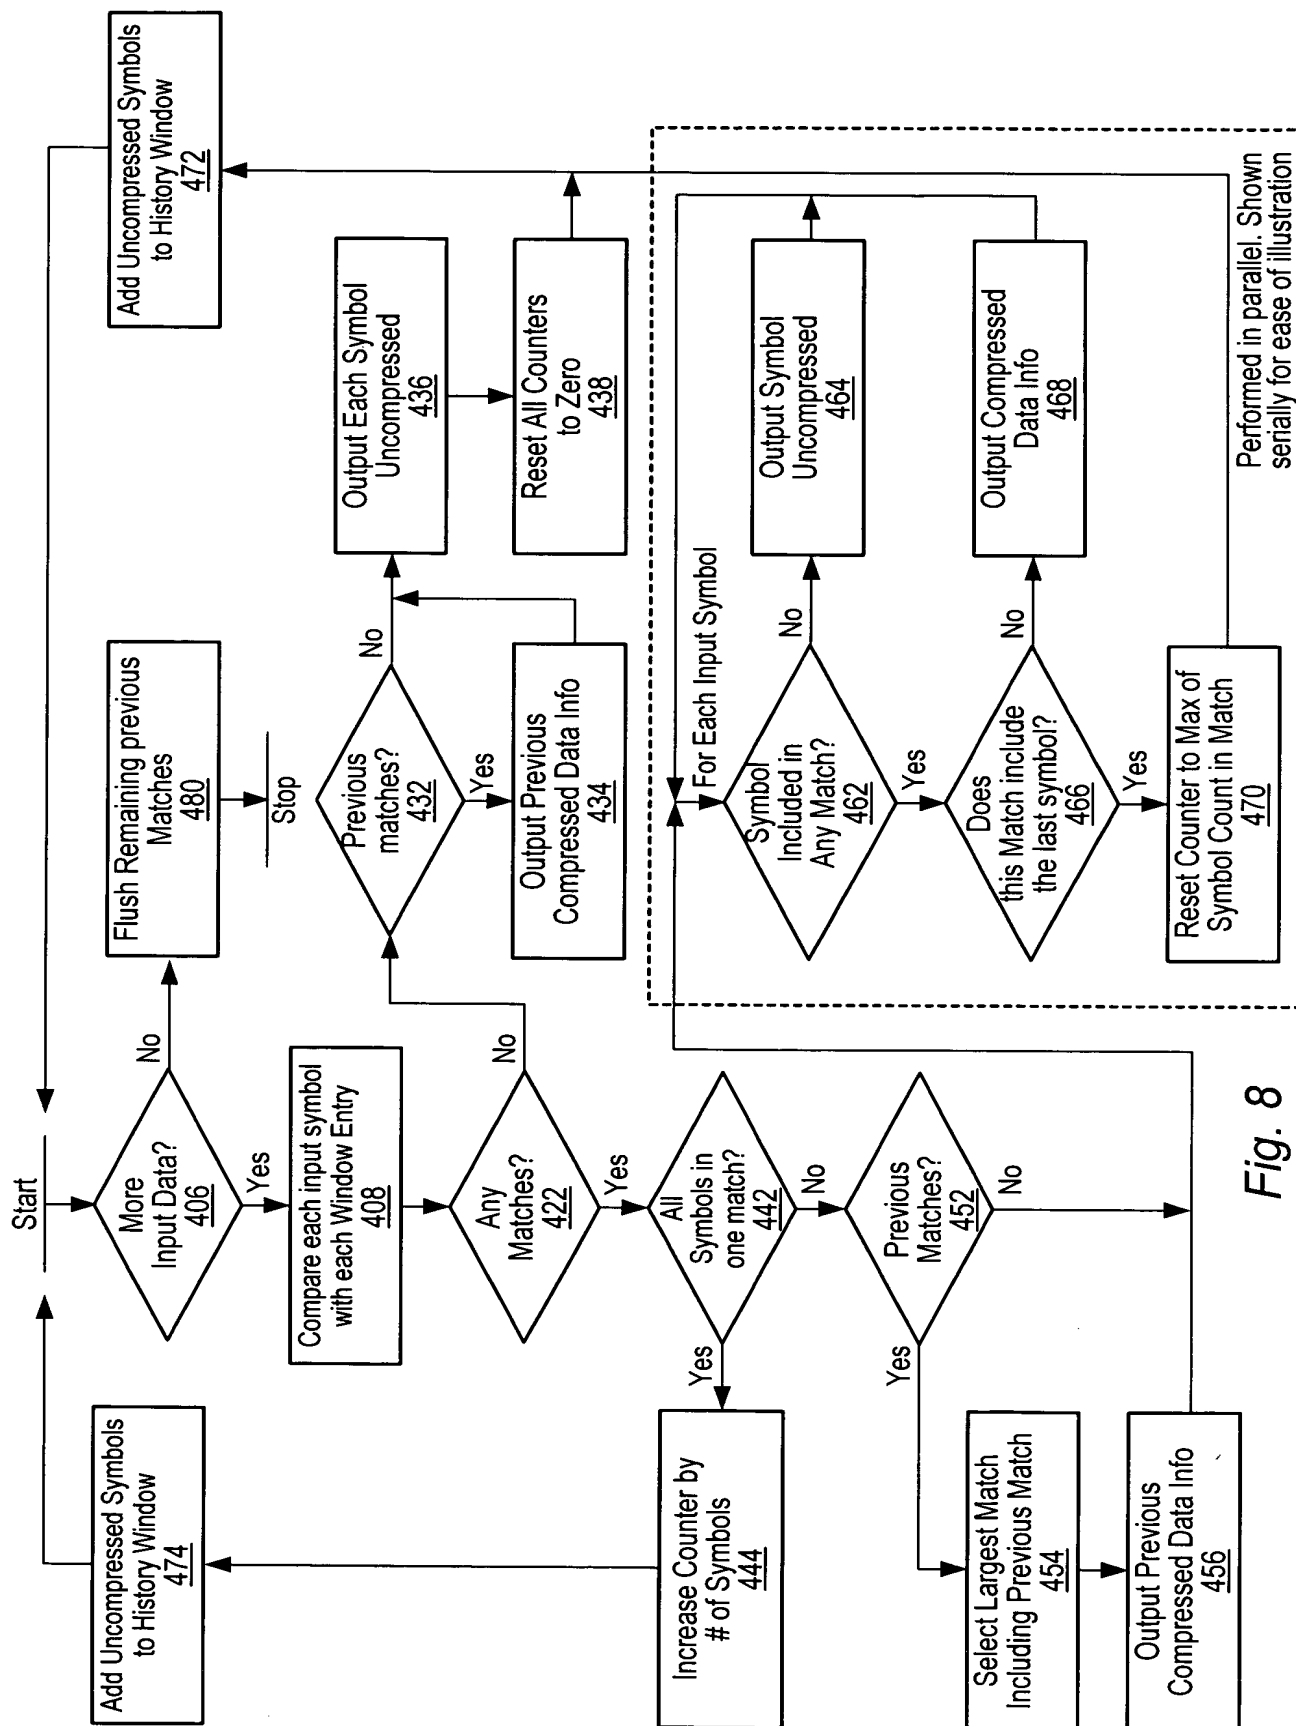 Start
More
Input Data?
406
No
Yes
Flush Remaining previous
Matches
480
Stop
Add Uncompressed Symbols
to History Window
472
Add Uncompressed Symbols
to History Window
474
Compare each input symbol
with each Window Entry
408
Any
Matches?
422
No
Yes
Previous
matches?
432
No
Yes
Output Previous
Compressed Data Info
434
Output Each Symbol
Uncompressed
436
Reset All Counters
to Zero
438
All
Symbols in
one match?
442
Yes
No
Increase Counter by
# of Symbols
444
Previous
Matches?
452
Yes
No
Select Largest Match
Including Previous Match
454
Output Previous
Compressed Data Info
456
For Each Input Symbol
Symbol
Included in
Any Match?
462
No
Yes
Output Symbol
Uncompressed
464
Does
this Match include
the last symbol?
466
No
Yes
Output Compressed
Data Info
468
Reset Counter to Max of
Symbol Count in Match
470
Performed in parallel. Shown
serially for ease of illustration
Fig. 8